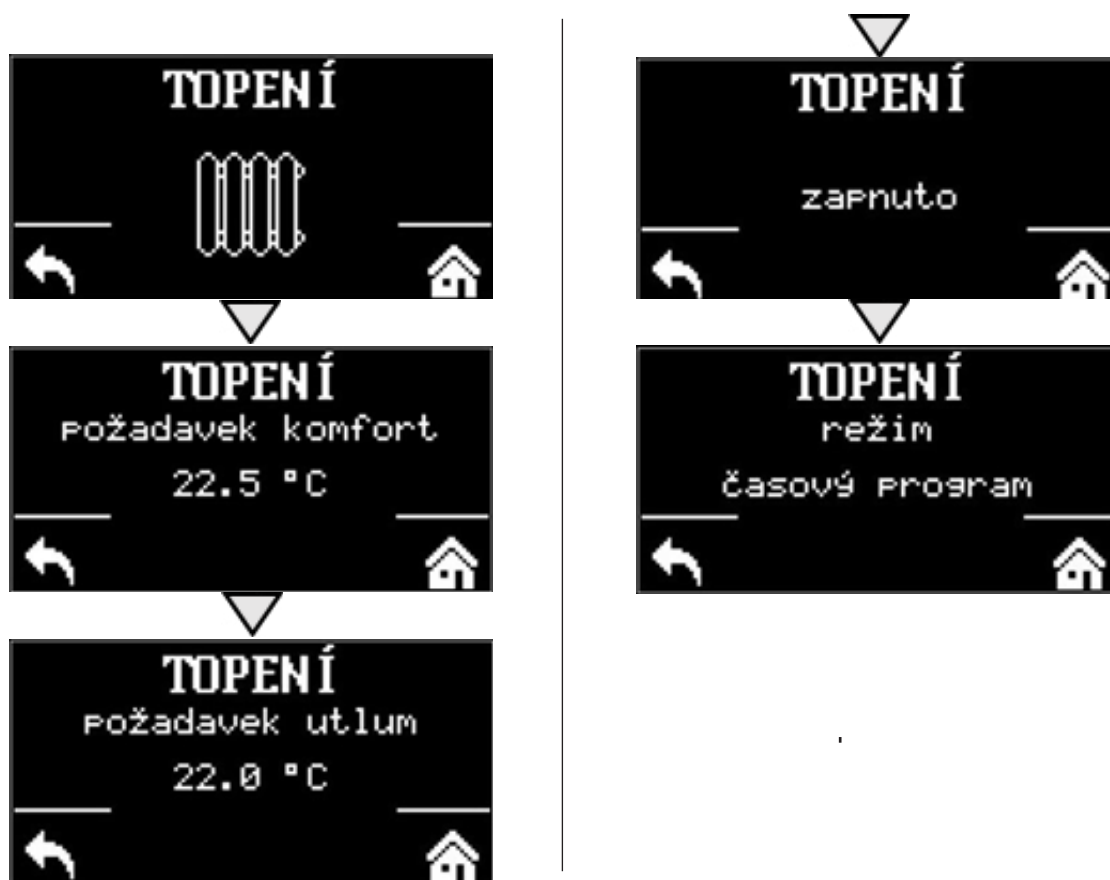 TOPENÍ
TOPENÍ
požadavek komfort
22.5 °C
TOPENÍ
požadavek utlum
22.0 °C
TOPENÍ
zapnuto
TOPENÍ
režim
časový program